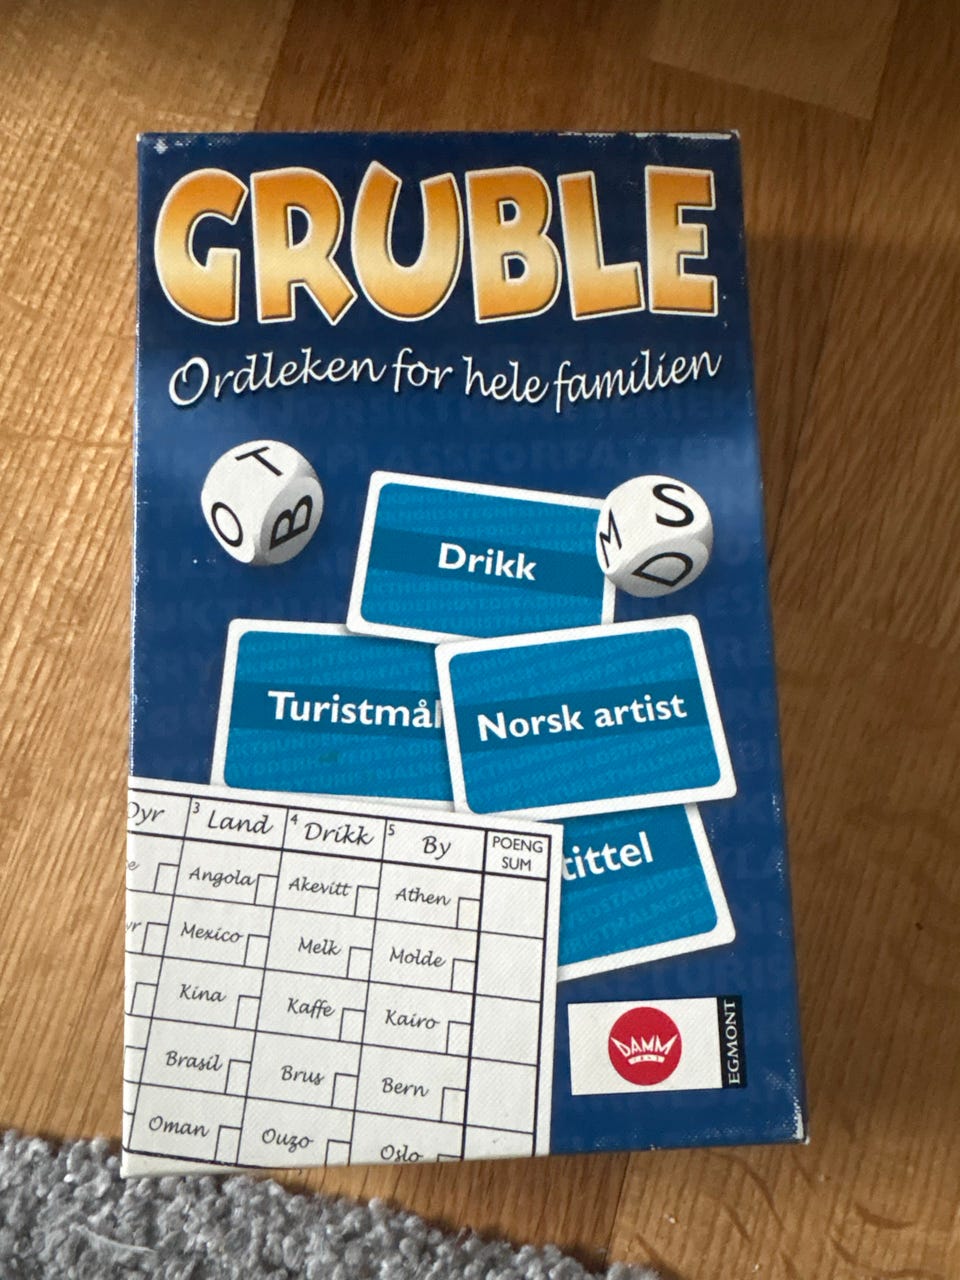 GRUBLE
Ordleken for hele familien
T
O
B
Drikk
S
M
D
Turistmål
Norsk artist
tittel
Dyr
3 Land
4 Drikk
5 By
POENG
SUM
Angola
Akevitt
Athen
Mexico
Melk
Molde
Kina
Kaffe
Kairo
Brasil
Brus
Bern
Oman
Ouzo
Oslo
DAMM
EGMONT